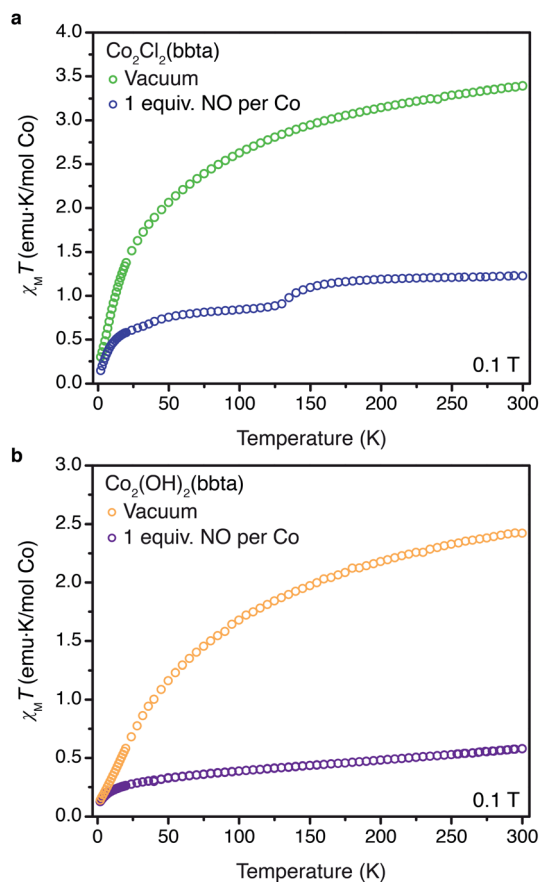 a
Co₂Cl₂(bbta)
Vacuum
1 equiv. NO per Co
4.0
3.5
3.0
2.5
2.0
1.5
1.0
0.5
0.0
χ_M T (emu·K/mol Co)
0.1 T
0 50 100 150 200 250 300
Temperature (K)
b
Co₂(OH)₂(bbta)
Vacuum
1 equiv. NO per Co
3.0
2.5
2.0
1.5
1.0
0.5
0.0
χ_M T (emu·K/mol Co)
0.1 T
0 50 100 150 200 250 300
Temperature (K)